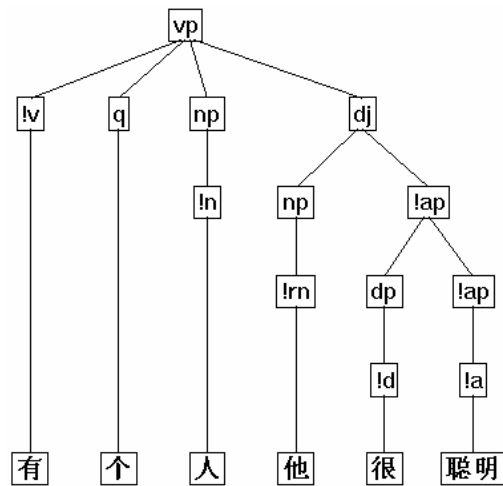 vp
!v q np dj
!n np !ap
!rn dp !ap
!d !a
有 个 人 他 很 聪明